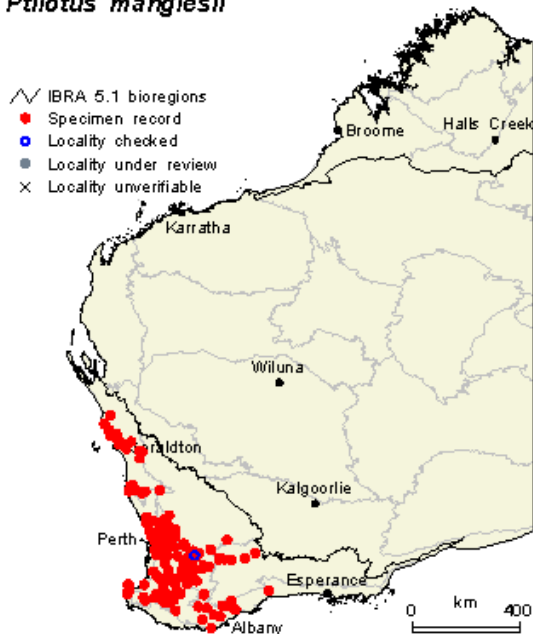 Ptilotus manglesii
IBRA 5.1 bioregions
Specimen record
Locality checked
Locality under review
Locality unverifiable
Broome
Halls Creek
Karratha
Wiluna
Geraldton
Kalgoorlie
Perth
Esperance
Albany
km
0 400